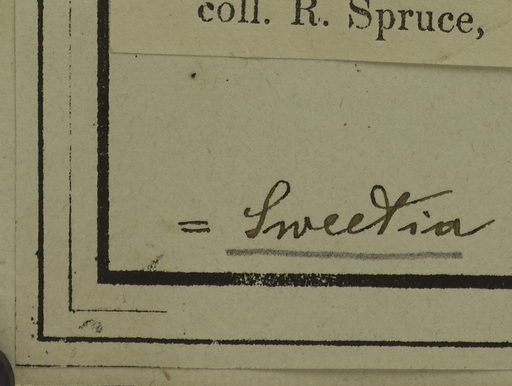 coll. R. Spruce,
= Sweetia